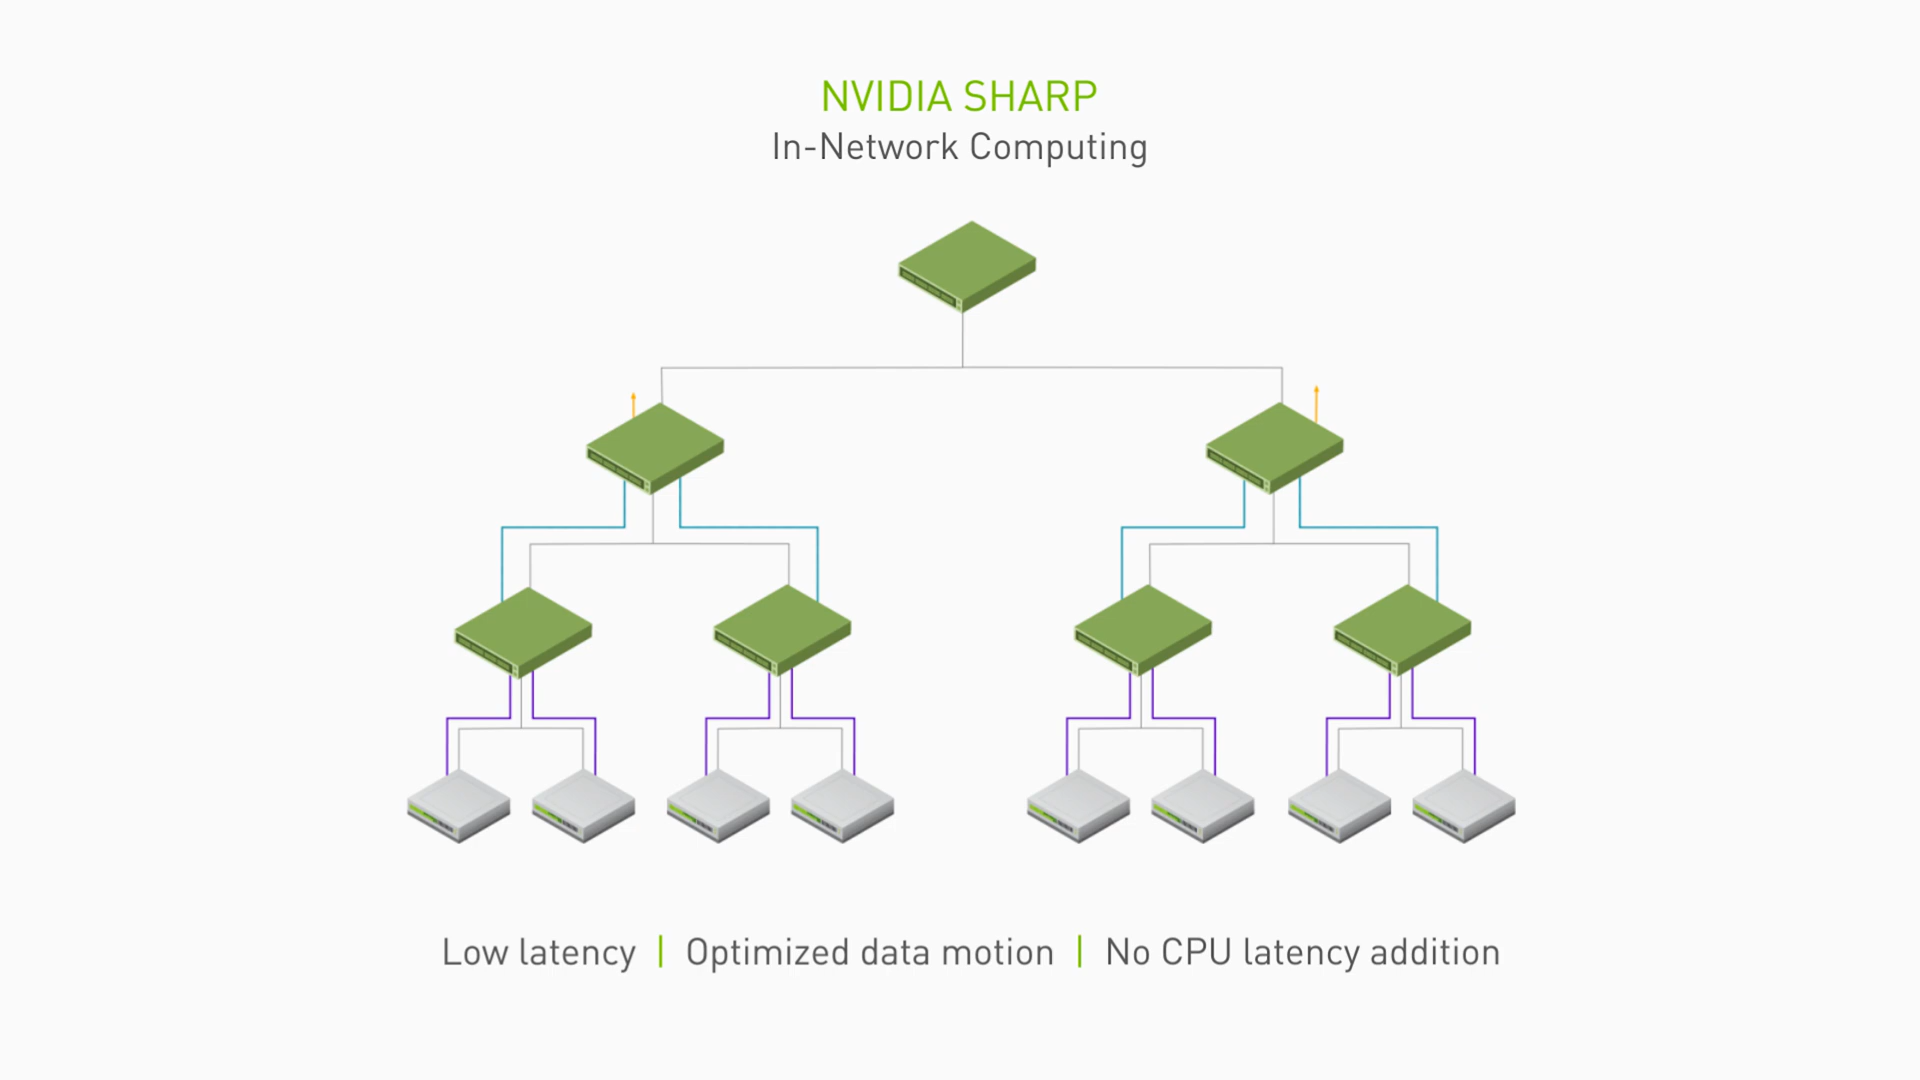 NVIDIA SHARP
In-Network Computing
Low latency | Optimized data motion | No CPU latency addition